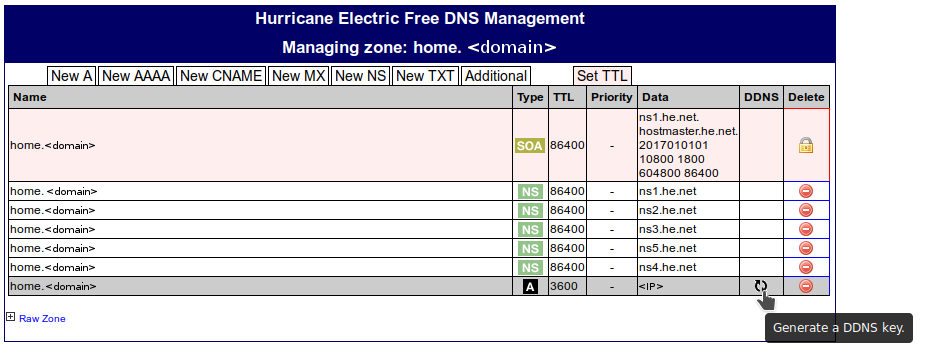 Hurricane Electric Free DNS Management
Managing zone: home. <domain>
New A New AAAA New CNAME New MX New NS New TXT Additional Set TTL
Name Type TTL Priority Data DDNS Delete
home.<domain> SOA 86400 - ns1.he.net.
hostmaster.he.net.
2017010101
10800 1800
604800 86400
home. <domain> NS 86400 - ns1.he.net
home.<domain> NS 86400 - ns2.he.net
home.<domain> NS 86400 - ns3.he.net
home.<domain> NS 86400 - ns5.he.net
home.<domain> NS 86400 - ns4.he.net
home.<domain> A 3600 - <IP>
Raw Zone
Generate a DDNS key.